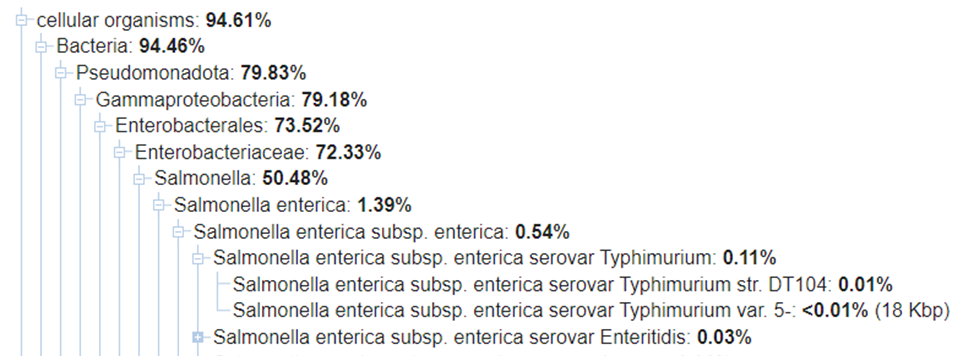 cellular organisms: 94.61%
Bacteria: 94.46%
Pseudomonadota: 79.83%
Gammaproteobacteria: 79.18%
Enterobacterales: 73.52%
Enterobacteriaceae: 72.33%
Salmonella: 50.48%
Salmonella enterica: 1.39%
Salmonella enterica subsp. enterica: 0.54%
Salmonella enterica subsp. enterica serovar Typhimurium: 0.11%
Salmonella enterica subsp. enterica serovar Typhimurium str. DT104: 0.01%
Salmonella enterica subsp. enterica serovar Typhimurium var. 5-: <0.01% (18 Kbp)
Salmonella enterica subsp. enterica serovar Enteritidis: 0.03%